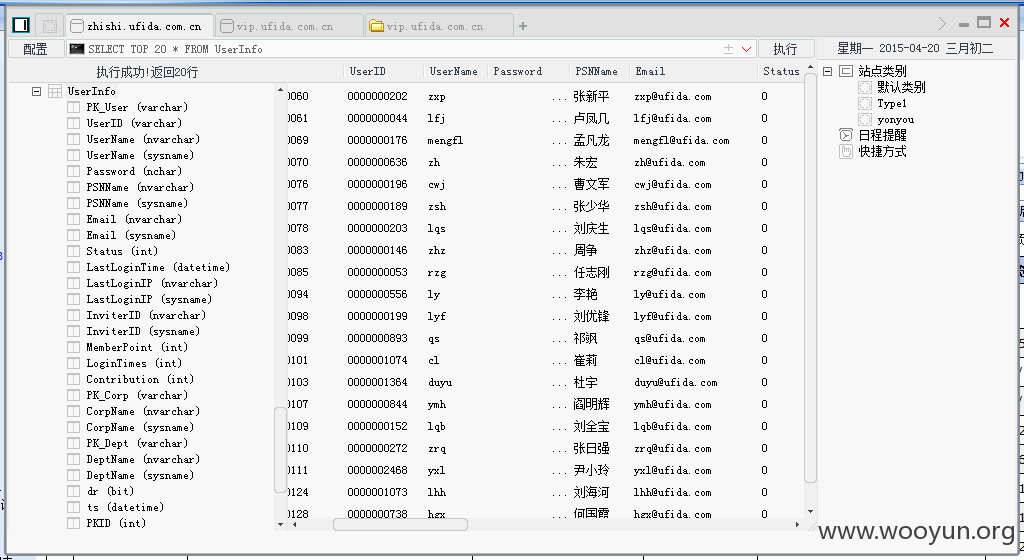 zhishi.ufida.com.cn vip.ufida.com.cn vip.ufida.com.cn +
配置 SELECT TOP 20 * FROM UserInfo 执行 星期一 2015-04-20 三月初二
执行成功!返回20行
UserInfo
PK_User (varchar)
UserID (varchar)
UserName (nvarchar)
UserName (sysname)
Password (nchar)
PSNName (nvarchar)
PSNName (sysname)
Email (nvarchar)
Email (sysname)
Status (int)
LastLoginTime (datetime)
LastLoginIP (nvarchar)
LastLoginIP (sysname)
InviterID (nvarchar)
InviterID (sysname)
MemberPoint (int)
LoginTimes (int)
Contribution (int)
PK_Corp (varchar)
CorpName (nvarchar)
CorpName (sysname)
PK_Dept (varchar)
DeptName (nvarchar)
DeptName (sysname)
dr (bit)
ts (datetime)
PKID (int)
UserID UserName Password PSNName Email Status
0060 0000000202 zxp ... 张新平 zxp@ufida.com 0
0061 0000000044 lfj ... 卢凤几 lfj@ufida.com 0
0069 0000000176 mengfl ... 孟凡龙 mengfl@ufida.com 0
0070 0000000636 zh ... 朱宏 zh@ufida.com 0
0076 0000000196 cwj ... 曹文军 cwj@ufida.com 0
0077 0000000189 zsh ... 张少华 zsh@ufida.com 0
0078 0000000203 lqs ... 刘庆生 lqs@ufida.com 0
0083 0000000146 zhz ... 周争 zhz@ufida.com 0
0085 0000000053 rzg ... 任志刚 rzg@ufida.com 0
0094 0000000556 ly ... 李艳 ly@ufida.com 0
0098 0000000199 lyf ... 刘优锋 lyf@ufida.com 0
0099 0000000893 qs ... 祁飒 qs@ufida.com 0
0101 0000001074 cl ... 崔莉 cl@ufida.com 0
0103 0000001364 duyu ... 杜宇 duyu@ufida.com 0
0107 0000000844 ymh ... 阎明辉 ymh@ufida.com 0
0109 0000000152 lqb ... 刘全宝 lqb@ufida.com 0
0110 0000000272 zrq ... 张日强 zrq@ufida.com 0
0111 0000002468 yxl ... 尹小玲 yxl@ufida.com 0
0124 0000001073 lhh ... 刘海河 lhh@ufida.com 0
0128 0000000738 hgx ... 何国霞 hgx@ufida.com 0
站点类别
默认类别
Type1
yonyou
日程提醒
快捷方式
www.wooyun.org